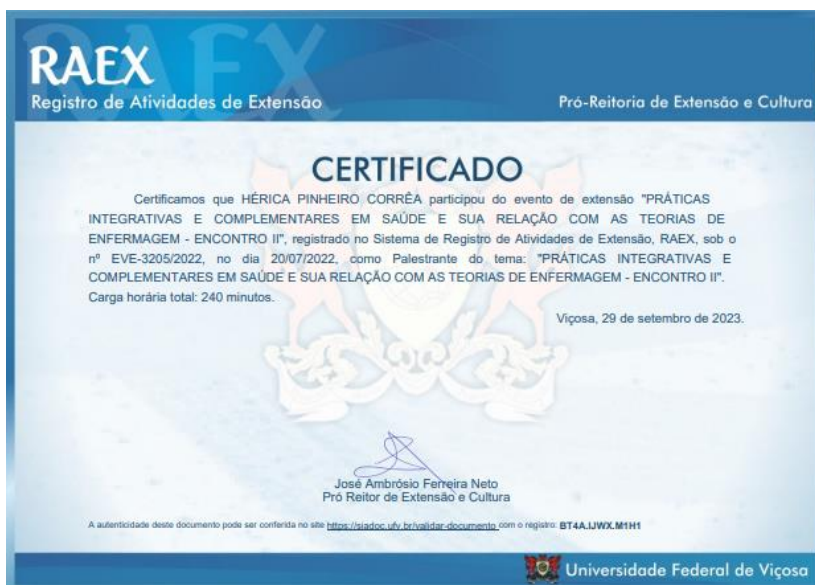 RAEX
RAEX
Registro de Atividades de Extensão
Pró-Reitoria de Extensão e Cultura
CERTIFICADO
Certificamos que HÉRICA PINHEIRO CORRÊA participou do evento de extensão "PRÁTICAS
INTEGRATIVAS E COMPLEMENTARES EM SAÚDE E SUA RELAÇÃO COM AS TEORIAS DE
ENFERMAGEM - ENCONTRO II", registrado no Sistema de Registro de Atividades de Extensão, RAEX, sob o
nº EVE-3205/2022, no dia 20/07/2022, como Palestrante do tema: "PRÁTICAS INTEGRATIVAS E
COMPLEMENTARES EM SAÚDE E SUA RELAÇÃO COM AS TEORIAS DE ENFERMAGEM - ENCONTRO II".
Carga horária total: 240 minutos.
Viçosa, 29 de setembro de 2023.
José Ambrósio Ferreira Neto
Pró Reitor de Extensão e Cultura
A autenticidade deste documento pode ser conferida no site https://siadoc.ufv.br/validar-documento com o registro: BT4A.IJWX.M1H1
Universidade Federal de Viçosa